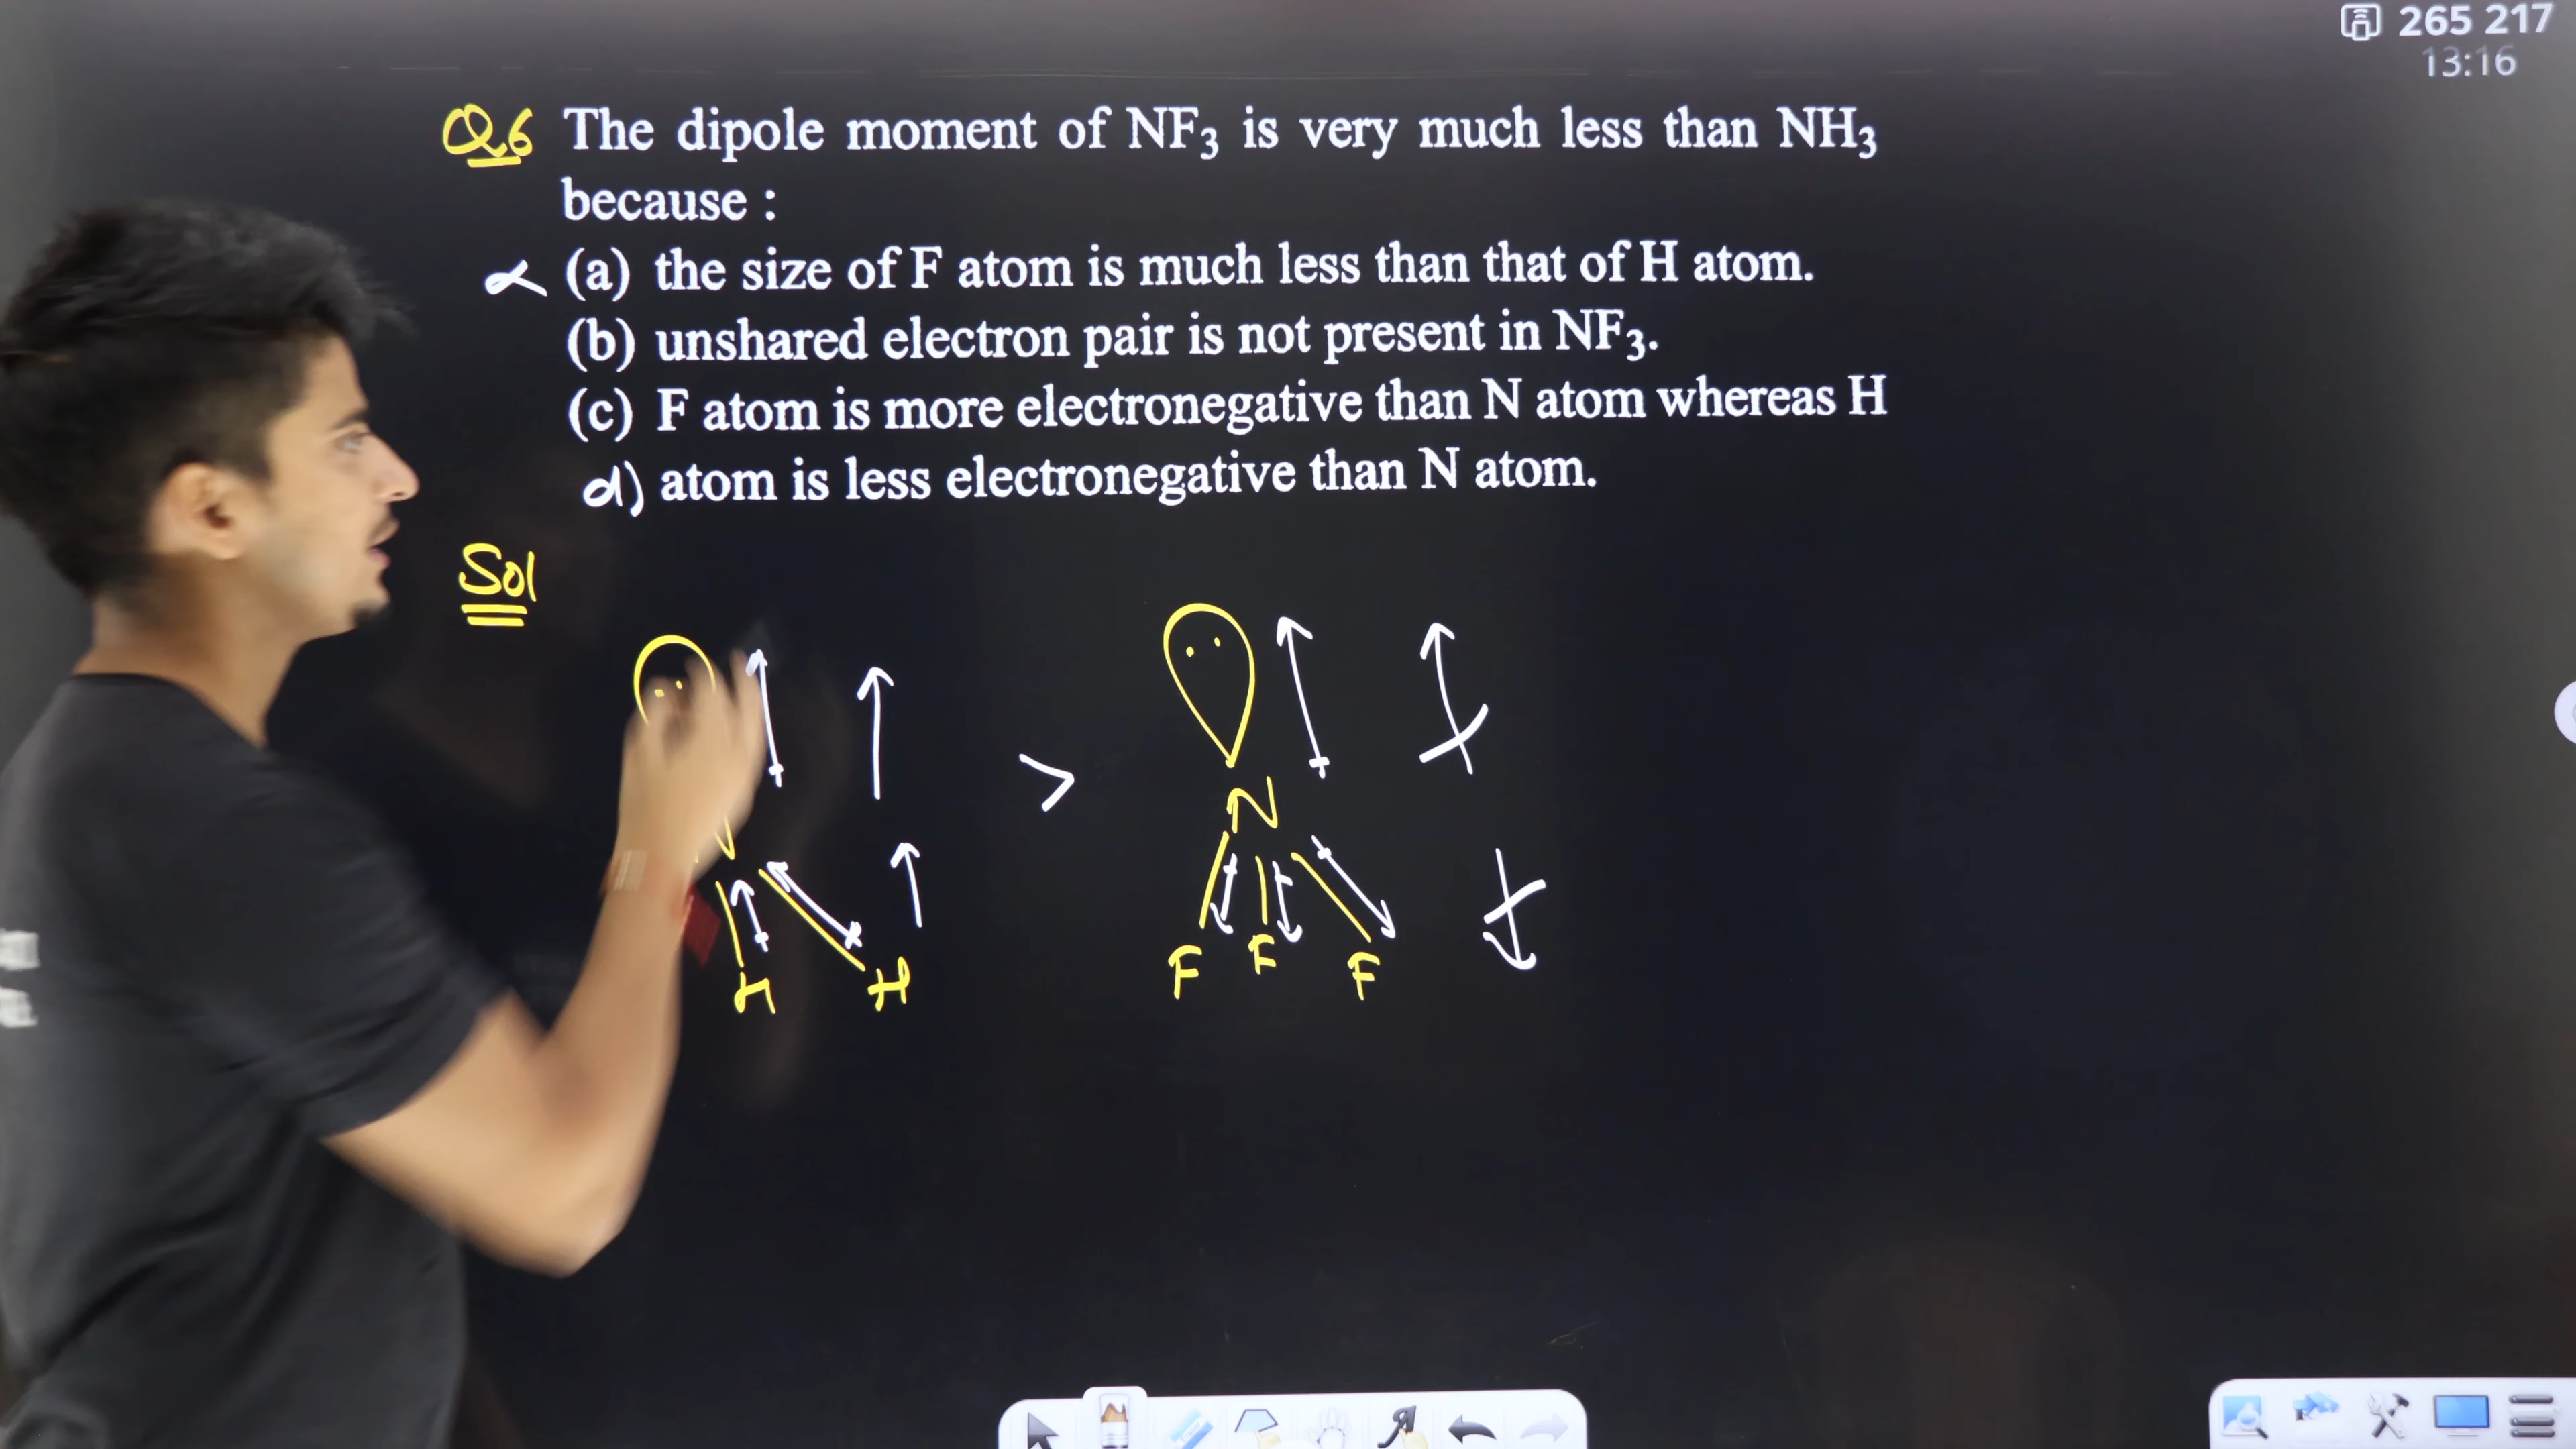 265 217
13:16
Q6 The dipole moment of NF₃ is very much less than NH₃
because :
(a) the size of F atom is much less than that of H atom.
(b) unshared electron pair is not present in NF₃.
(c) F atom is more electronegative than N atom whereas H
d) atom is less electronegative than N atom.
Sol
>
N
H H
F F F